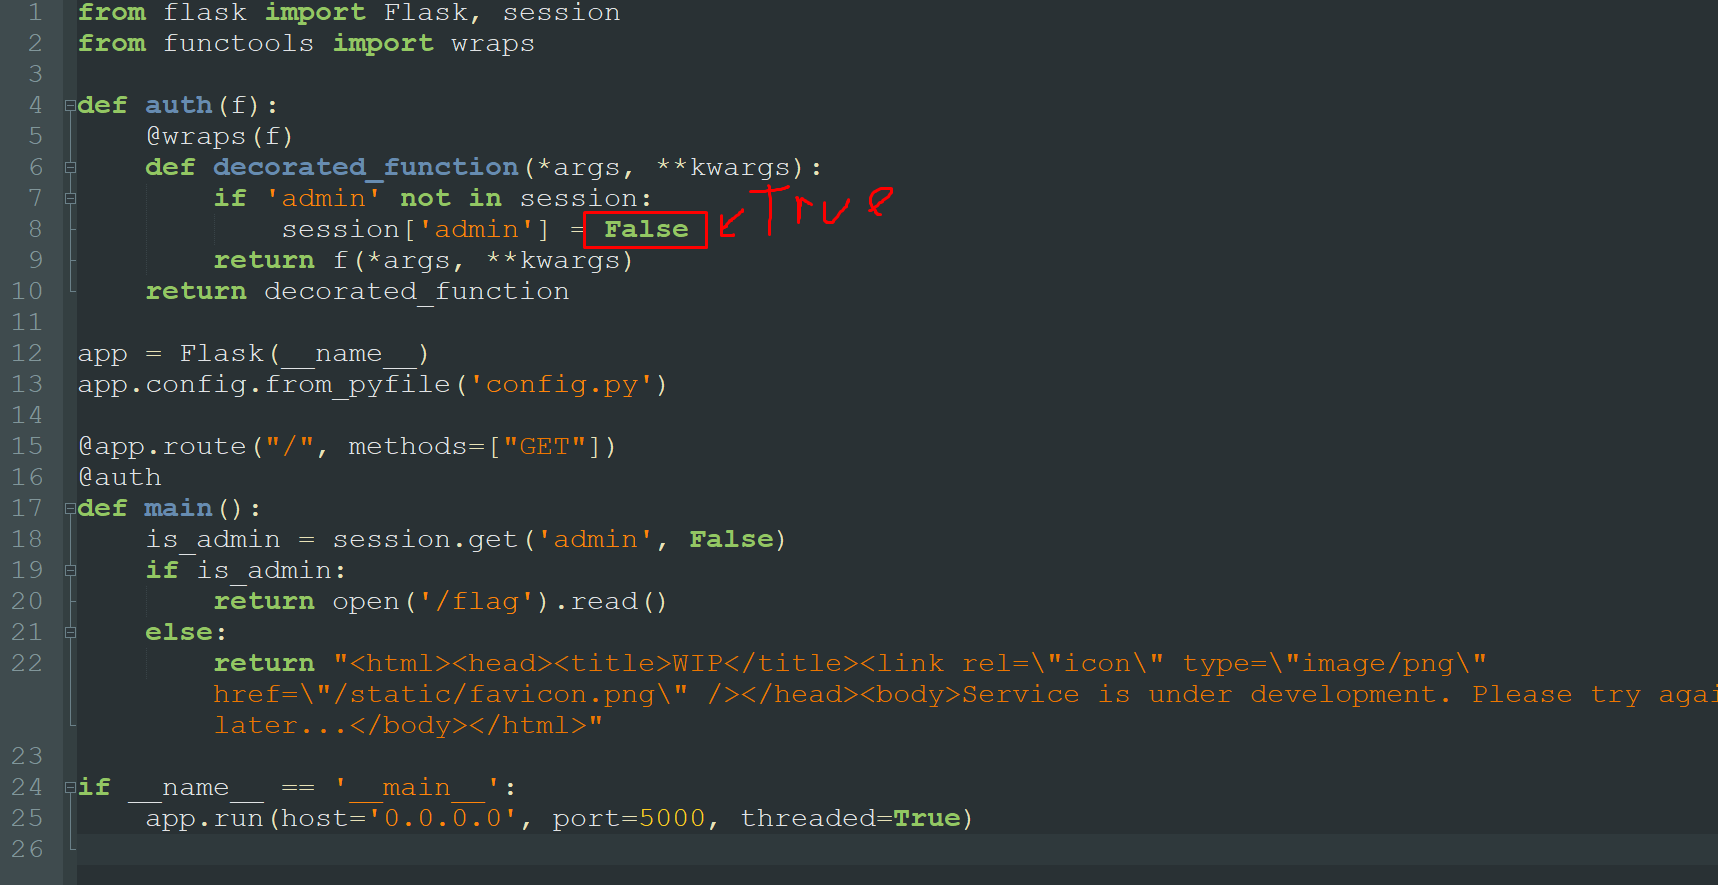 1 from flask import Flask, session
2 from functools import wraps
3
4 def auth(f):
5     @wraps(f)
6     def decorated_function(*args, **kwargs):
7         if 'admin' not in session:
True
8             session['admin'] = False
9         return f(*args, **kwargs)
10     return decorated_function
11
12 app = Flask(__name__)
13 app.config.from_pyfile('config.py')
14
15 @app.route("/", methods=["GET"])
16 @auth
17 def main():
18     is_admin = session.get('admin', False)
19     if is_admin:
20         return open('/flag').read()
21     else:
22         return "<html><head><title>WIP</title><link rel=\"icon\" type=\"image/png\"
href=\"/static/favicon.png\" /></head><body>Service is under development. Please try agai
later...</body></html>"
23
24 if __name__ == '__main__':
25     app.run(host='0.0.0.0', port=5000, threaded=True)
26